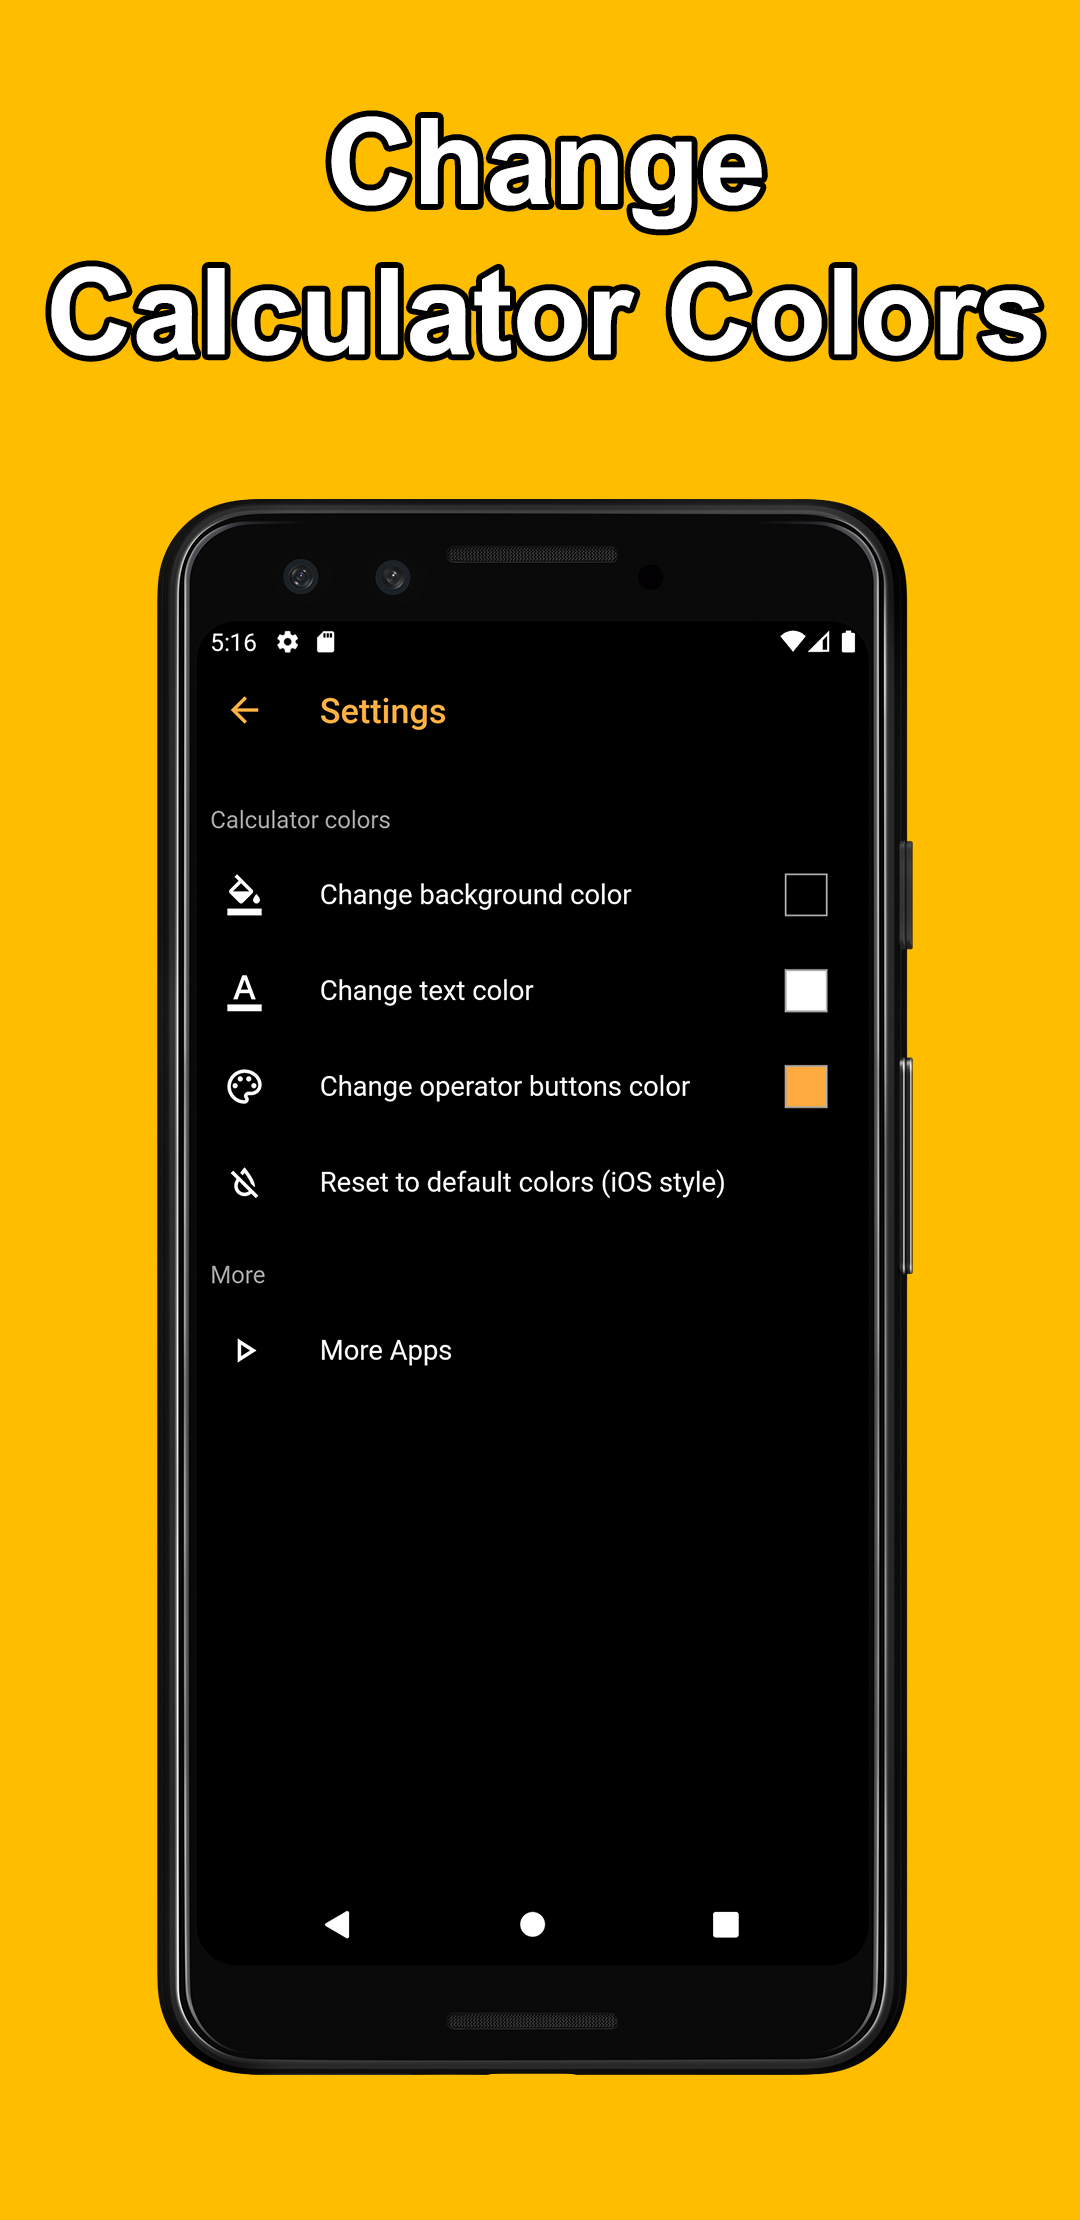 Change
Calculator Colors
5:16
Settings
Calculator colors
Change background color
A Change text color
Change operator buttons color
Reset to default colors (iOS style)
More
More Apps